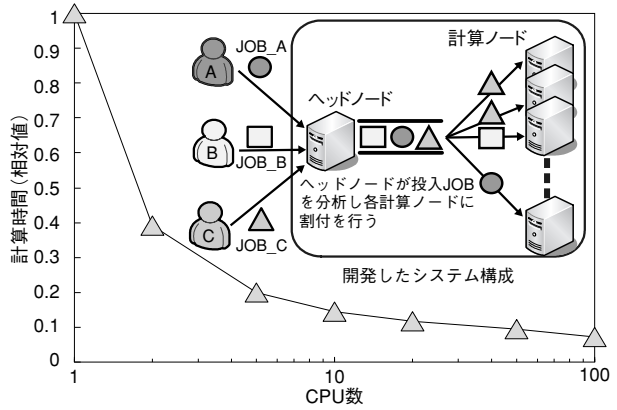 計算時間(相対値)
1
0.9
0.8
0.7
0.6
0.5
0.4
0.3
0.2
0.1
0
1
10
100
CPU数
A
JOB_A
B
JOB_B
C
JOB_C
ヘッドノード
計算ノード
ヘッドノードが投入JOB
を分析し各計算ノードに
割付を行う
開発したシステム構成